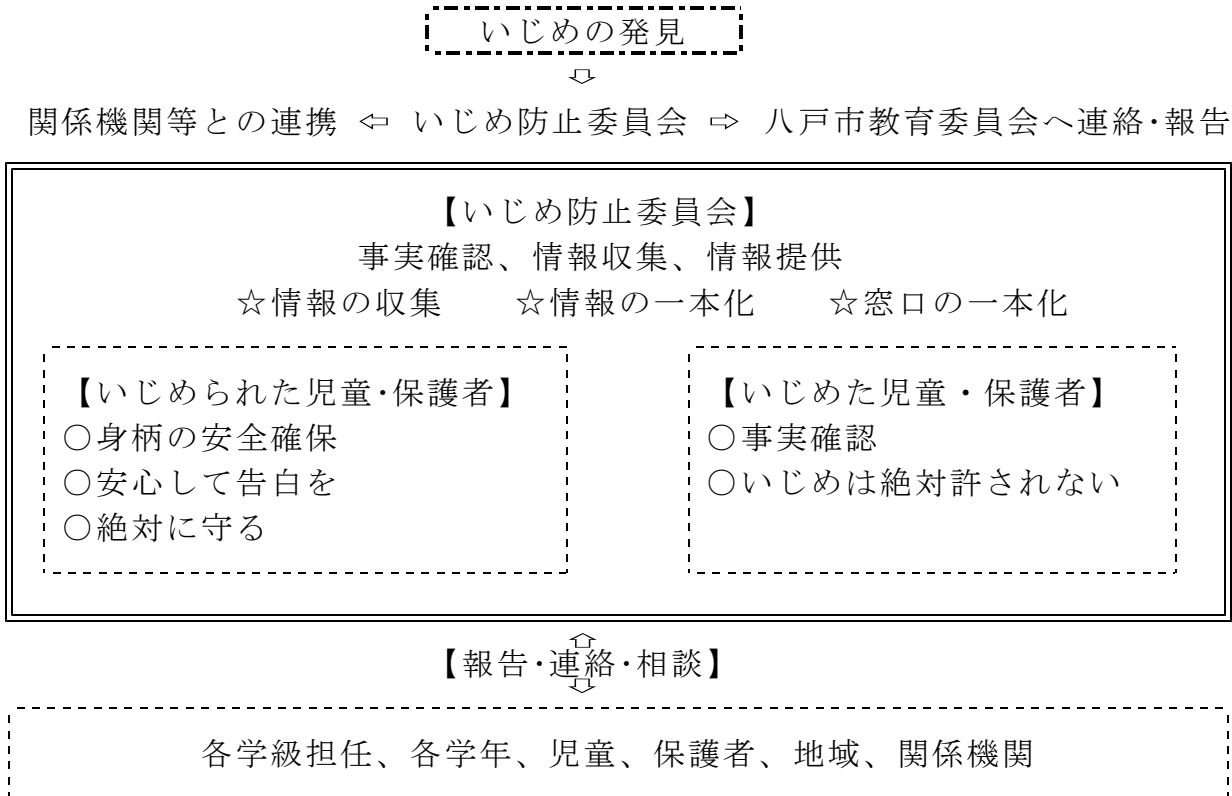 いじめの発見
⇩
関係機関等との連携 ⇦ いじめ防止委員会 ⇨ 八戸市教育委員会へ連絡･報告
【いじめ防止委員会】
事実確認、情報収集、情報提供
☆情報の収集　☆情報の一本化　☆窓口の一本化
【いじめられた児童･保護者】
○身柄の安全確保
○安心して告白を
○絶対に守る
【いじめた児童・保護者】
○事実確認
○いじめは絶対許されない
⇧
【報告･連絡･相談】
⇩
各学級担任、各学年、児童、保護者、地域、関係機関